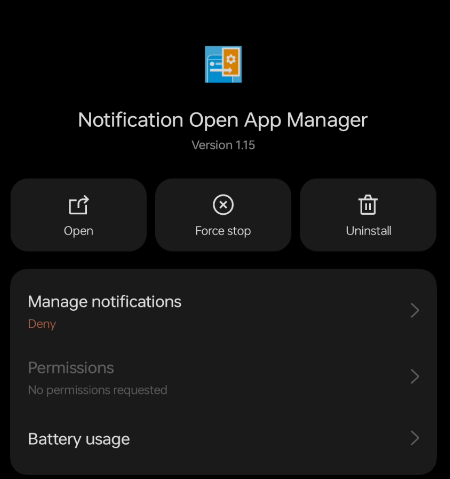 Notification Open App Manager
Version 1.15
Open
Force stop
Uninstall
Manage notifications
Deny
Permissions
No permissions requested
Battery usage